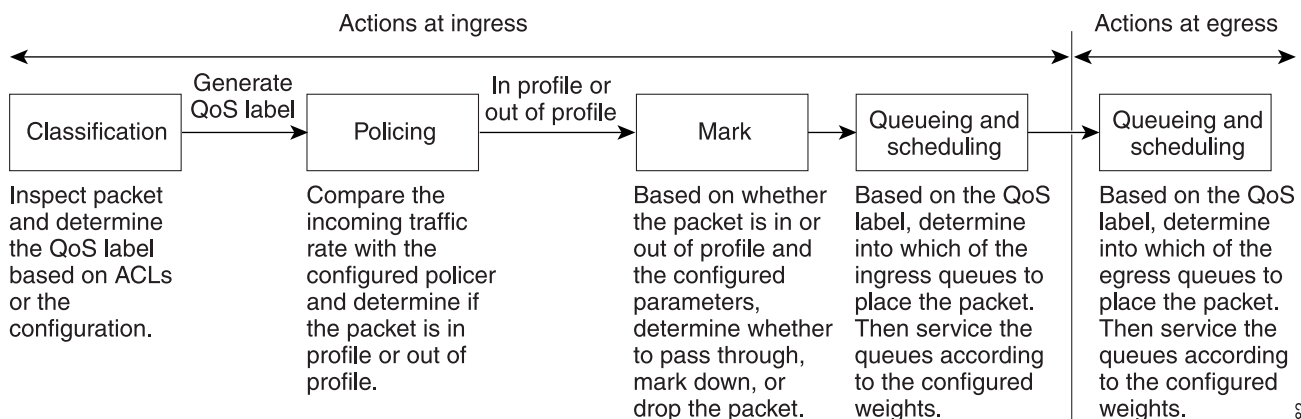 Actions at ingress
Actions at egress
Generate
QoS label
In profile or
out of profile
Classification
Policing
Mark
Queueing and
scheduling
Queueing and
scheduling
Inspect packet
and determine
the QoS label
based on ACLs
or the
configuration.
Compare the
incoming traffic
rate with the
configured policer
and determine if
the packet is in
profile or out of
profile.
Based on whether
the packet is in or
out of profile and
the configured
parameters,
determine whether
to pass through,
mark down, or
drop the packet.
Based on the QoS
label, determine
into which of the
ingress queues to
place the packet.
Then service the
queues according
to the configured
weights.
Based on the QoS
label, determine
into which of the
egress queues to
place the packet.
Then service the
queues according
to the configured
weights.